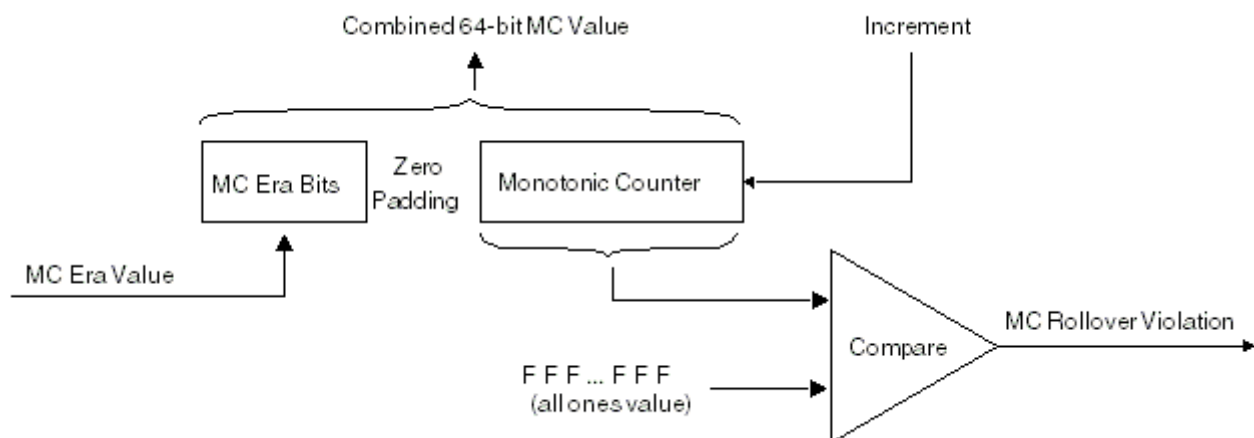 Combined 64-bit MC Value
Increment
MC Era Bits
Zero
Padding
Monotonic Counter
MC Era Value
MC Rollover Violation
Compare
F F F ... F F F
(all ones value)